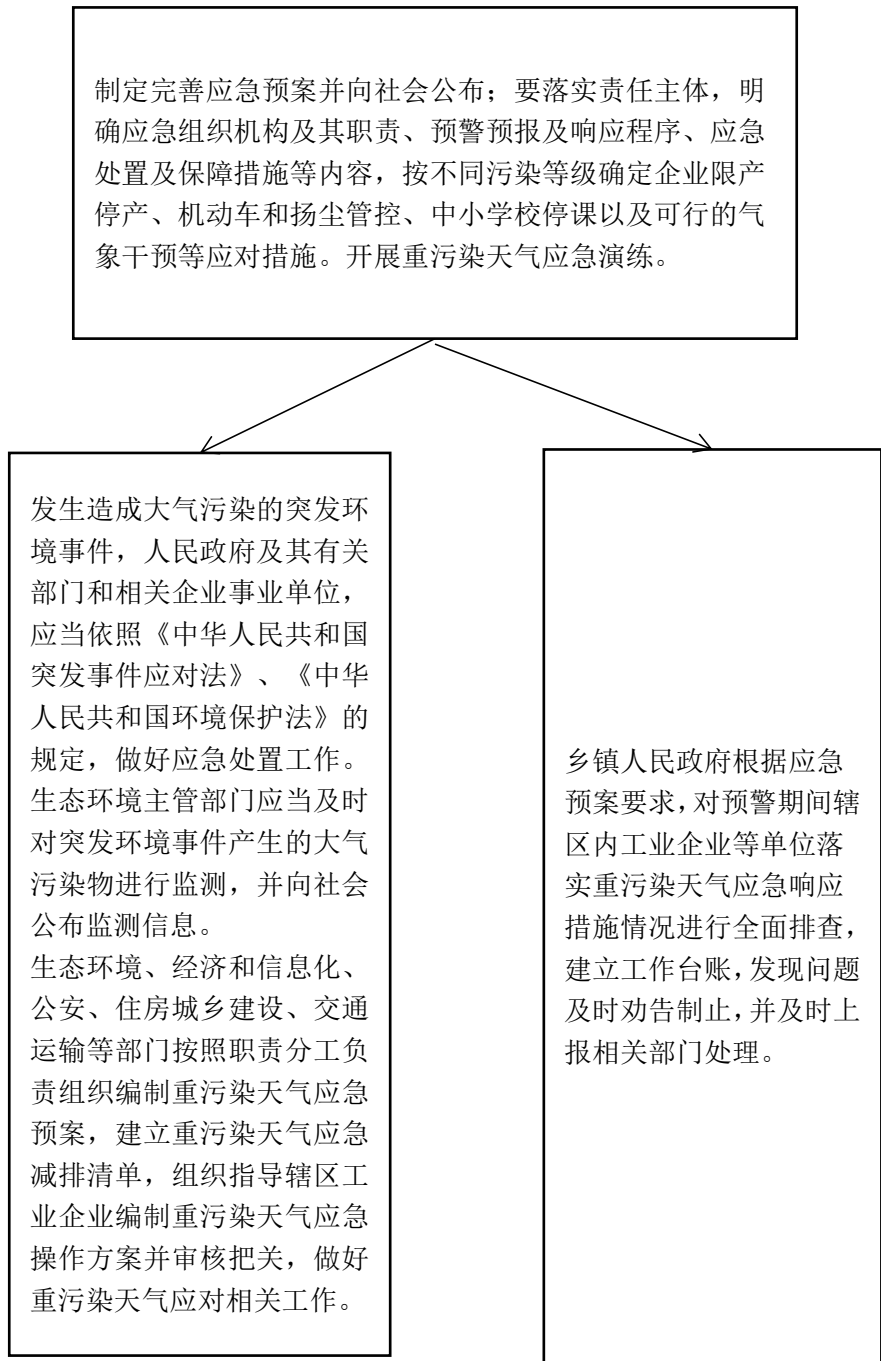 制定完善应急预案并向社会公布；要落实责任主体，明
确应急组织机构及其职责、预警预报及响应程序、应急
处置及保障措施等内容，按不同污染等级确定企业限产
停产、机动车和扬尘管控、中小学校停课以及可行的气
象干预等应对措施。开展重污染天气应急演练。
发生造成大气污染的突发环
境事件，人民政府及其有关
部门和相关企业事业单位，
应当依照《中华人民共和国
突发事件应对法》、《中华
人民共和国环境保护法》的
规定，做好应急处置工作。
生态环境主管部门应当及时
对突发环境事件产生的大气
污染物进行监测，并向社会
公布监测信息。
生态环境、经济和信息化、
公安、住房城乡建设、交通
运输等部门按照职责分工负
责组织编制重污染天气应急
预案，建立重污染天气应急
减排清单，组织指导辖区工
业企业编制重污染天气应急
操作方案并审核把关，做好
重污染天气应对相关工作。
乡镇人民政府根据应急
预案要求，对预警期间辖
区内工业企业等单位落
实重污染天气应急响应
措施情况进行全面排查，
建立工作台账，发现问题
及时劝告制止，并及时上
报相关部门处理。